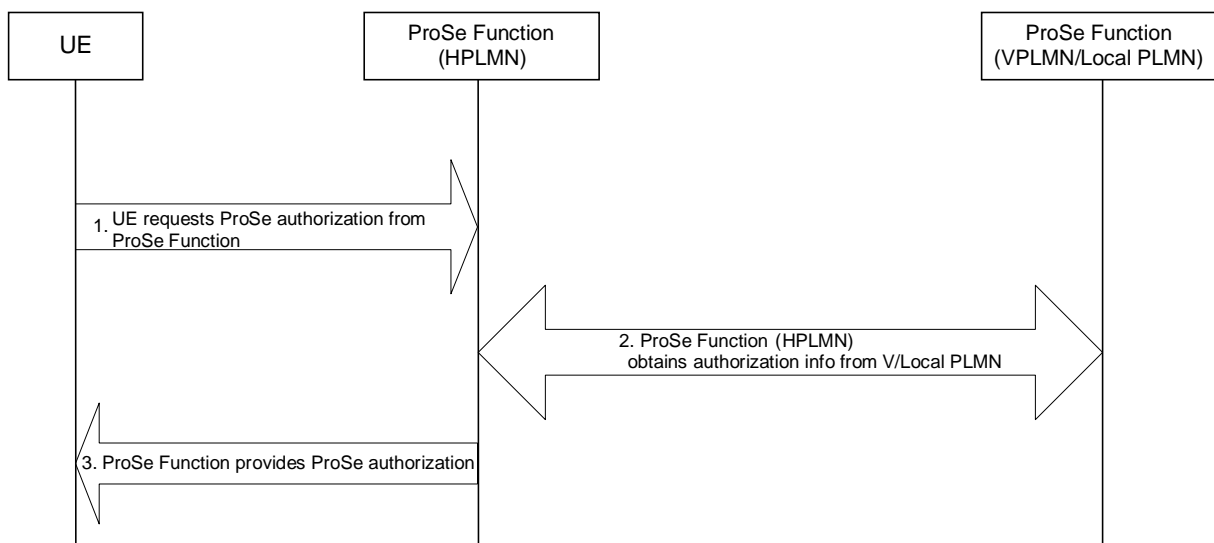 UE
ProSe Function
(HPLMN)
ProSe Function
(VPLMN/Local PLMN)
1. UE requests ProSe authorization from
ProSe Function
2. ProSe Function (HPLMN)
obtains authorization info from V/Local PLMN
3. ProSe Function provides ProSe authorization